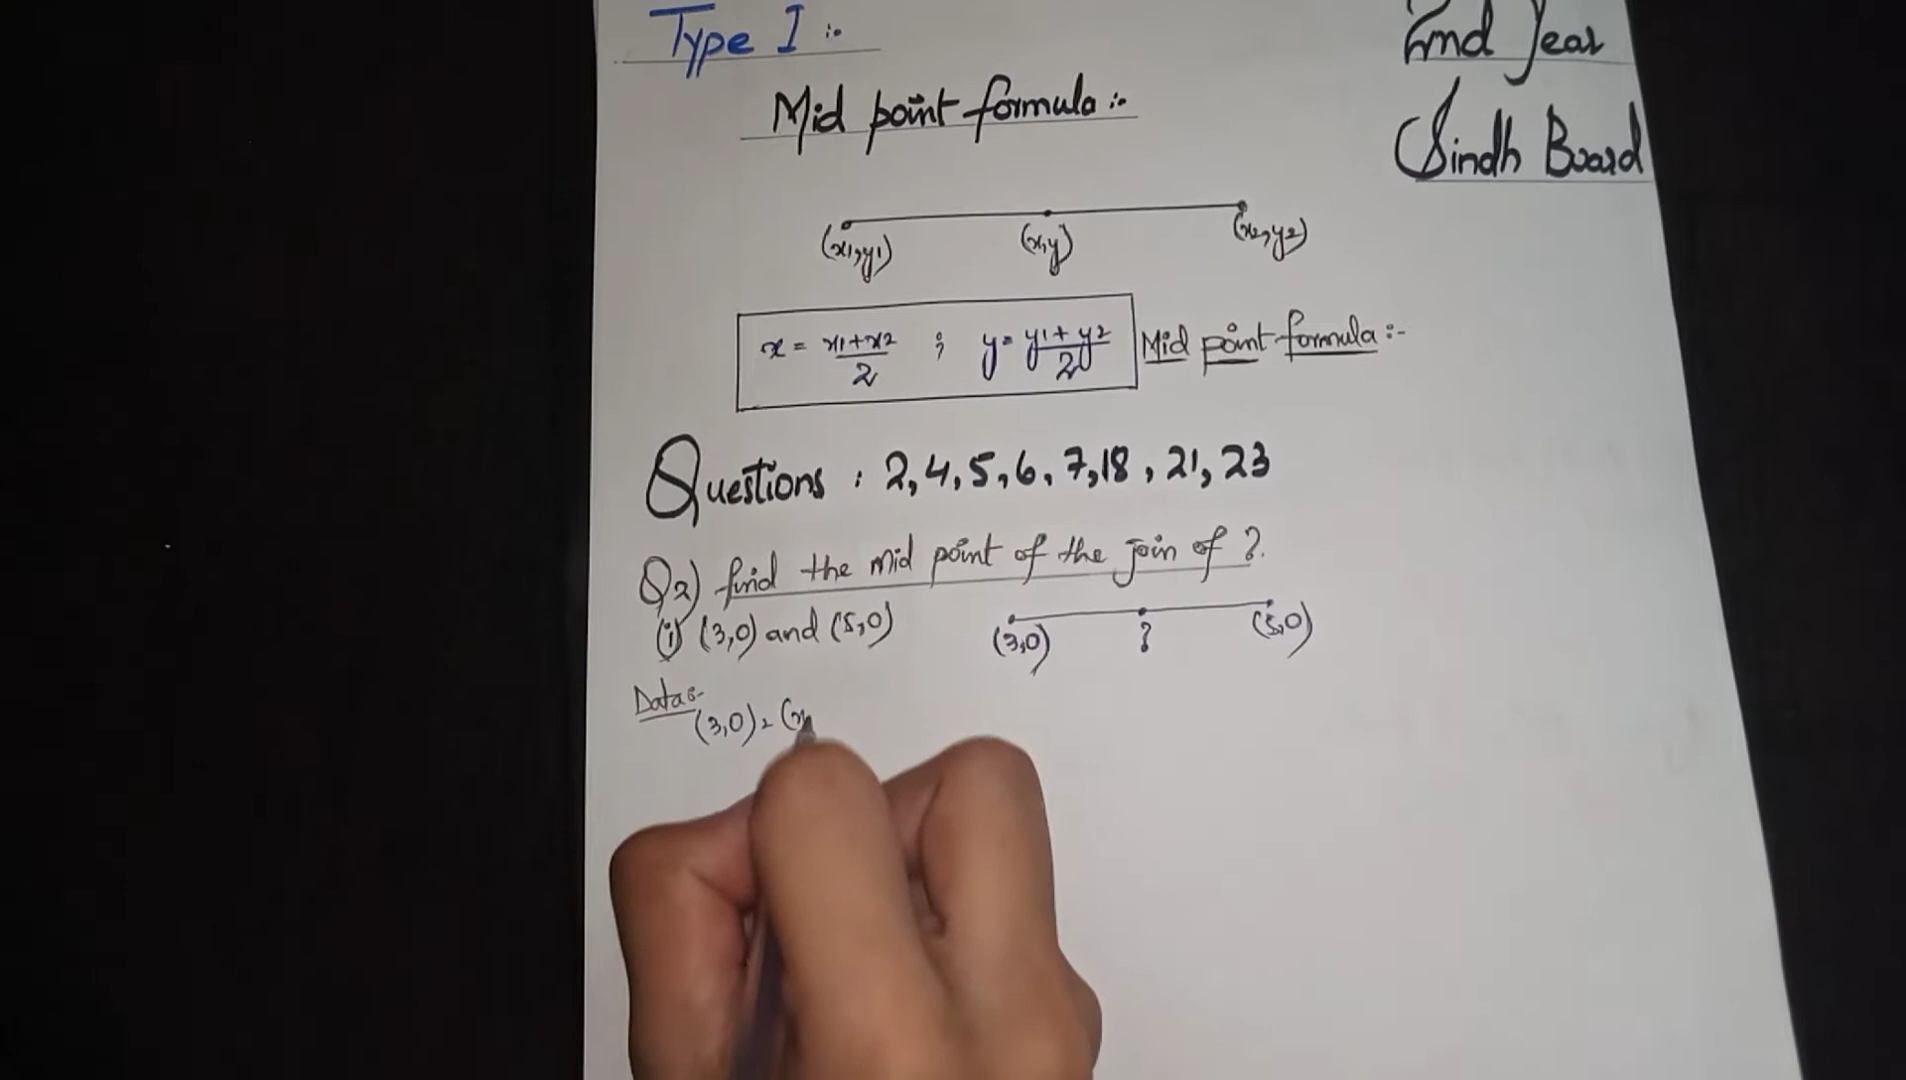 Type I :-
2nd Year
Mid point formula :-
Sindh Board
(x1,y1) (x,y) (x2,y2)
x = x1+x2/2 ; y = y1+y2/2 Mid point formula :-
Questions : 2,4,5,6,7,18,21,23
Q2) find the mid point of the join of ?.
(i) (3,0) and (5,0)
(3,0) ? (5,0)
Data :-
(3,0) = (x